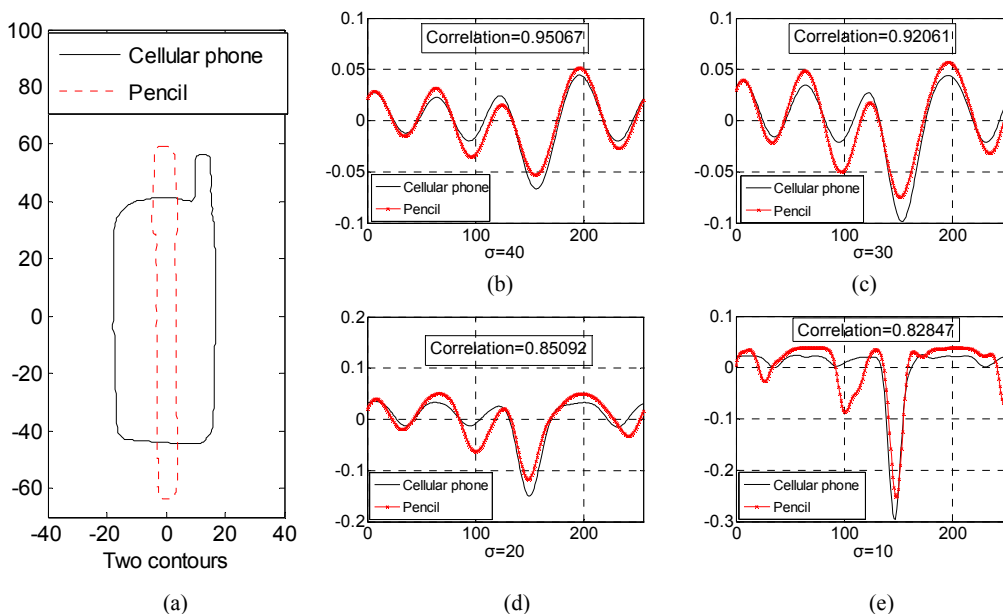 100
80
60
40
20
0
-20
-40
-60
-40 -20 0 20 40
Cellular phone
Pencil
Two contours
(a)
0.1
0.05
0
-0.05
-0.1
0 100 200
Correlation=0.95067
Cellular phone
Pencil
σ=40
(b)
0.1
0.05
0
-0.05
-0.1
0 100 200
Correlation=0.92061
Cellular phone
Pencil
σ=30
(c)
0.2
0.1
0
-0.1
-0.2
0 100 200
Correlation=0.85092
Cellular phone
Pencil
σ=20
(d)
0.1
0
-0.1
-0.2
-0.3
0 100 200
Correlation=0.82847
Cellular phone
Pencil
σ=10
(e)